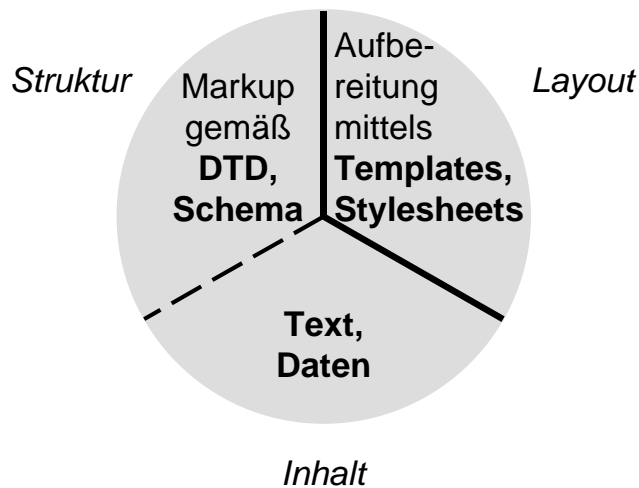 Struktur
Markup
gemäß
DTD,
Schema
Aufbe-
reitung
mittels
Templates,
Stylesheets
Layout
Text,
Daten
Inhalt